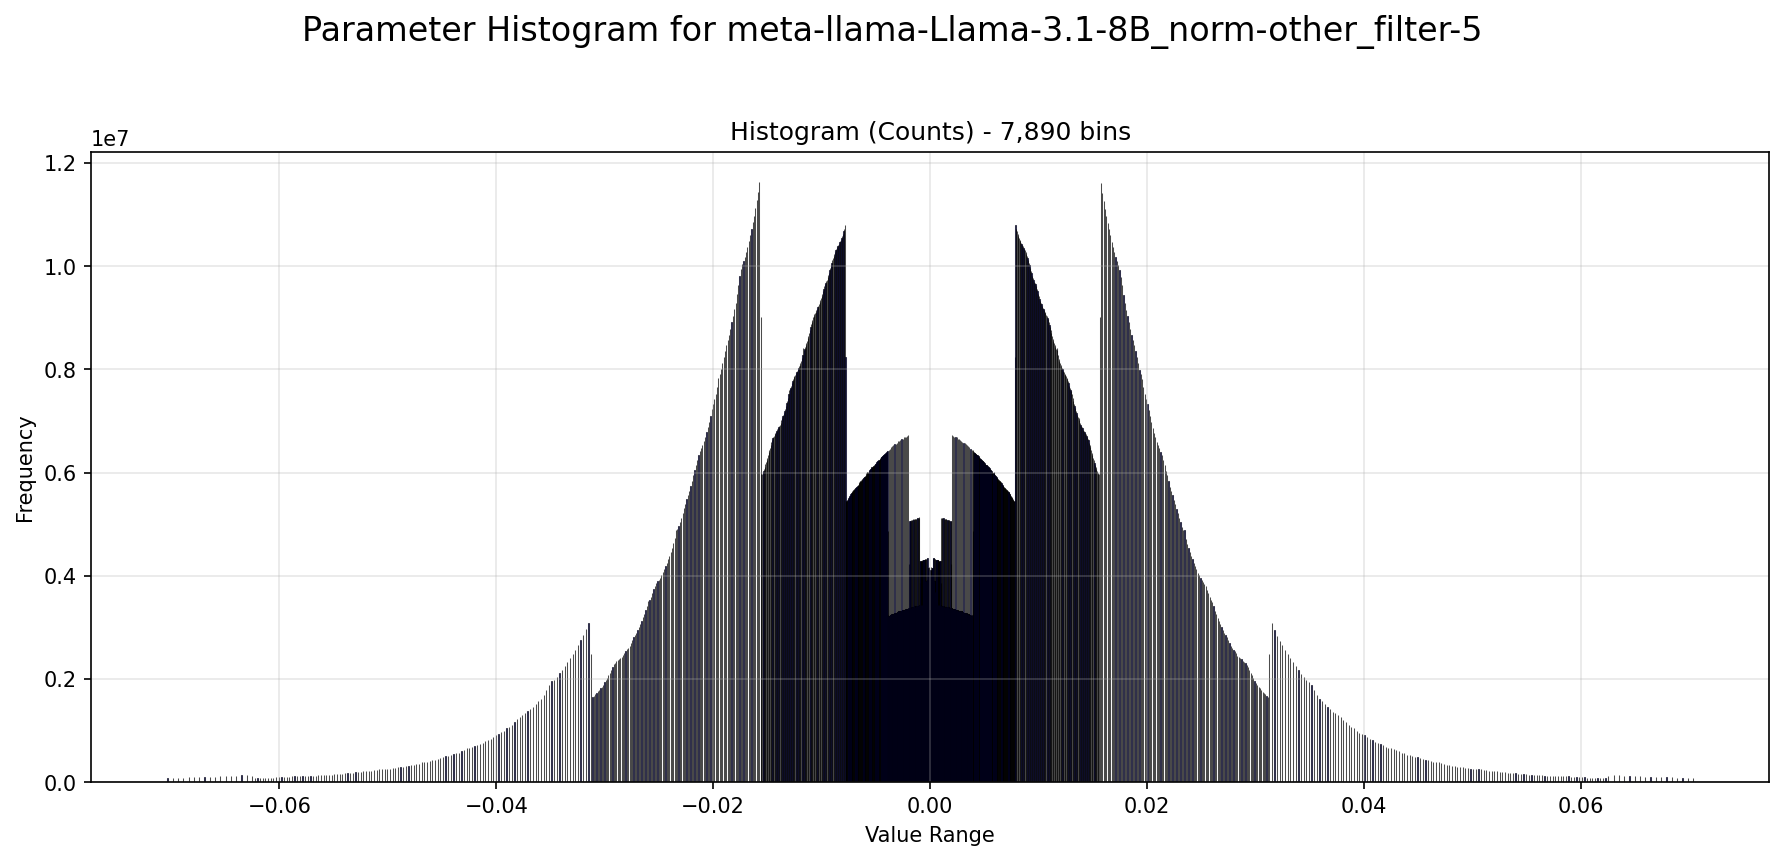 Parameter Histogram for meta-llama-Llama-3.1-8B_norm-other_filter-5
Histogram (Counts) - 7,890 bins
1e7
1.2
1.0
0.8
0.6
0.4
0.2
0.0
Frequency
−0.06 −0.04 −0.02 0.00 0.02 0.04 0.06
Value Range